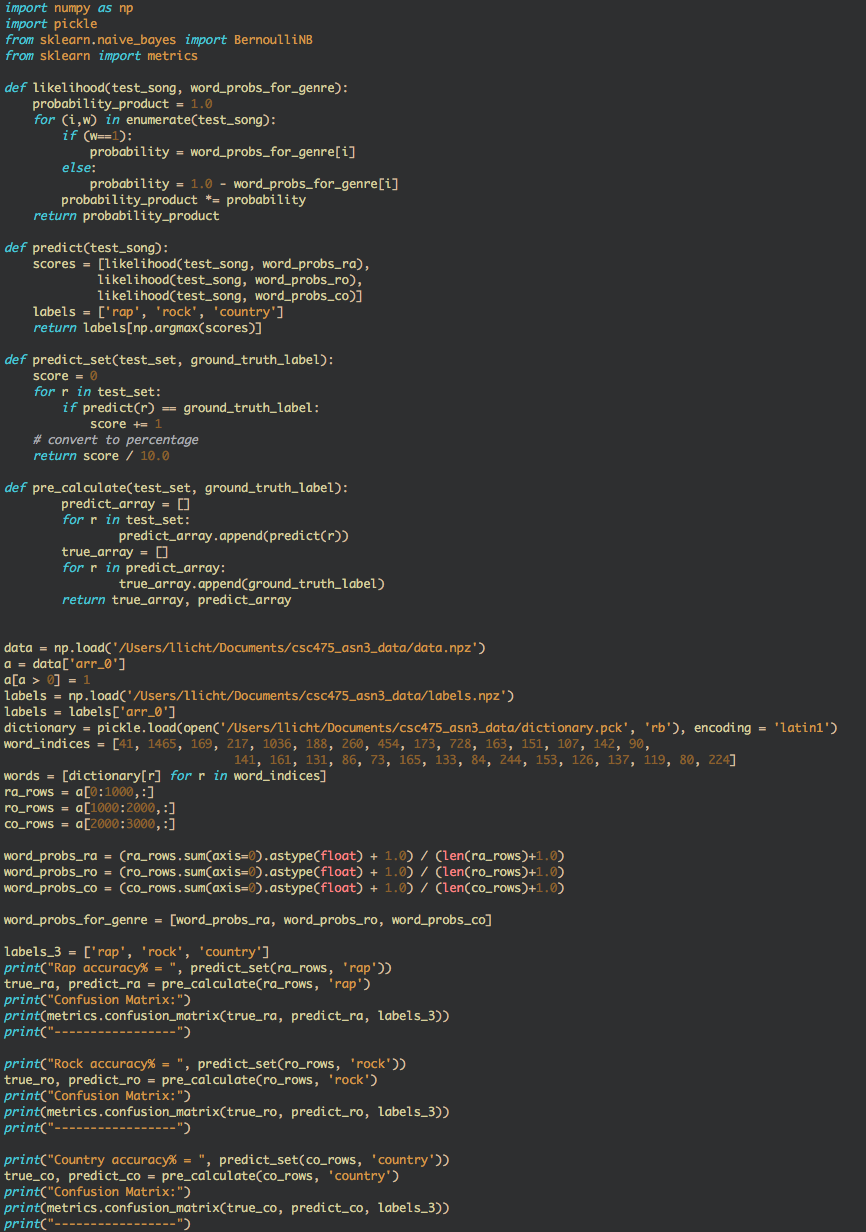 import numpy as np
import pickle
from sklearn.naive_bayes import BernoulliNB
from sklearn import metrics

def likelihood(test_song, word_probs_for_genre):
    probability_product = 1.0
    for (i,w) in enumerate(test_song):
        if (w==1):
            probability = word_probs_for_genre[i]
        else:
            probability = 1.0 - word_probs_for_genre[i]
        probability_product *= probability
    return probability_product

def predict(test_song):
    scores = [likelihood(test_song, word_probs_ra),
             likelihood(test_song, word_probs_ro),
             likelihood(test_song, word_probs_co)]
    labels = ['rap', 'rock', 'country']
    return labels[np.argmax(scores)]

def predict_set(test_set, ground_truth_label):
    score = 0
    for r in test_set:
        if predict(r) == ground_truth_label:
            score += 1
    # convert to percentage
    return score / 10.0

def pre_calculate(test_set, ground_truth_label):
        predict_array = []
        for r in test_set:
                predict_array.append(predict(r))
        true_array = []
        for r in predict_array:
                true_array.append(ground_truth_label)
        return true_array, predict_array


data = np.load('/Users/llicht/Documents/csc475_asn3_data/data.npz')
a = data['arr_0']
a[a > 0] = 1
labels = np.load('/Users/llicht/Documents/csc475_asn3_data/labels.npz')
labels = labels['arr_0']
dictionary = pickle.load(open('/Users/llicht/Documents/csc475_asn3_data/dictionary.pck', 'rb'), encoding = 'latin1')
word_indices = [41, 1465, 169, 217, 1036, 188, 260, 454, 173, 728, 163, 151, 107, 142, 90,
                                141, 161, 131, 86, 73, 165, 133, 84, 244, 153, 126, 137, 119, 80, 224]
words = [dictionary[r] for r in word_indices]
ra_rows = a[0:1000,:]
ro_rows = a[1000:2000,:]
co_rows = a[2000:3000,:]

word_probs_ra = (ra_rows.sum(axis=0).astype(float) + 1.0) / (len(ra_rows)+1.0)
word_probs_ro = (ro_rows.sum(axis=0).astype(float) + 1.0) / (len(ro_rows)+1.0)
word_probs_co = (co_rows.sum(axis=0).astype(float) + 1.0) / (len(co_rows)+1.0)

word_probs_for_genre = [word_probs_ra, word_probs_ro, word_probs_co]

labels_3 = ['rap', 'rock', 'country']
print("Rap accuracy% = ", predict_set(ra_rows, 'rap'))
true_ra, predict_ra = pre_calculate(ra_rows, 'rap')
print("Confusion Matrix:")
print(metrics.confusion_matrix(true_ra, predict_ra, labels_3))
print("-----------------")

print("Rock accuracy% = ", predict_set(ro_rows, 'rock'))
true_ro, predict_ro = pre_calculate(ro_rows, 'rock')
print("Confusion Matrix:")
print(metrics.confusion_matrix(true_ro, predict_ro, labels_3))
print("-----------------")

print("Country accuracy% = ", predict_set(co_rows, 'country'))
true_co, predict_co = pre_calculate(co_rows, 'country')
print("Confusion Matrix:")
print(metrics.confusion_matrix(true_co, predict_co, labels_3))
print("-----------------")